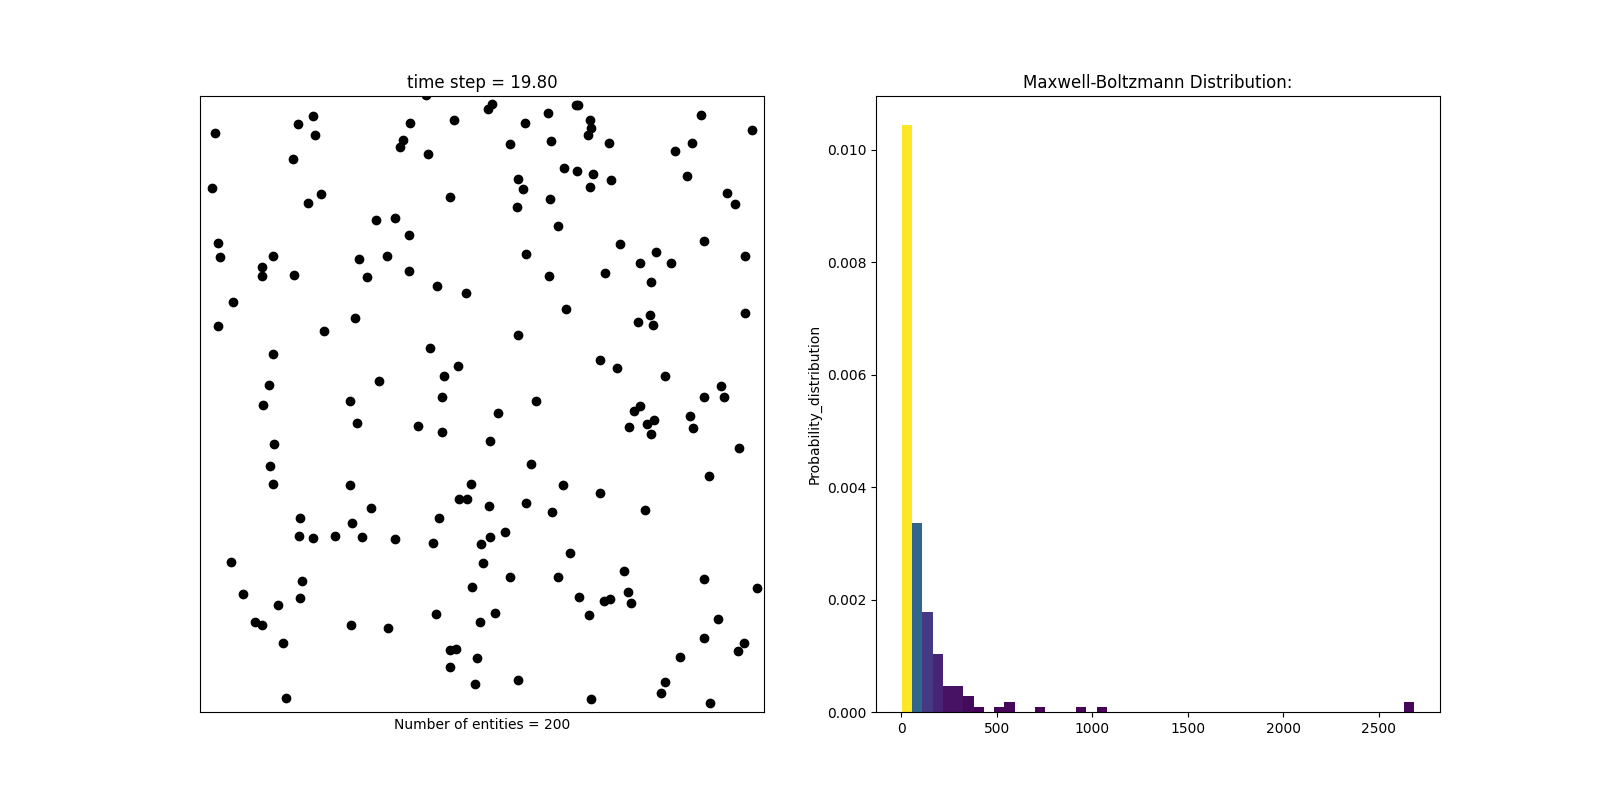 time step = 19.80
Number of entities = 200
Maxwell-Boltzmann Distribution:
Probability_distribution
0.010
0.008
0.006
0.004
0.002
0.000
0 500 1000 1500 2000 2500